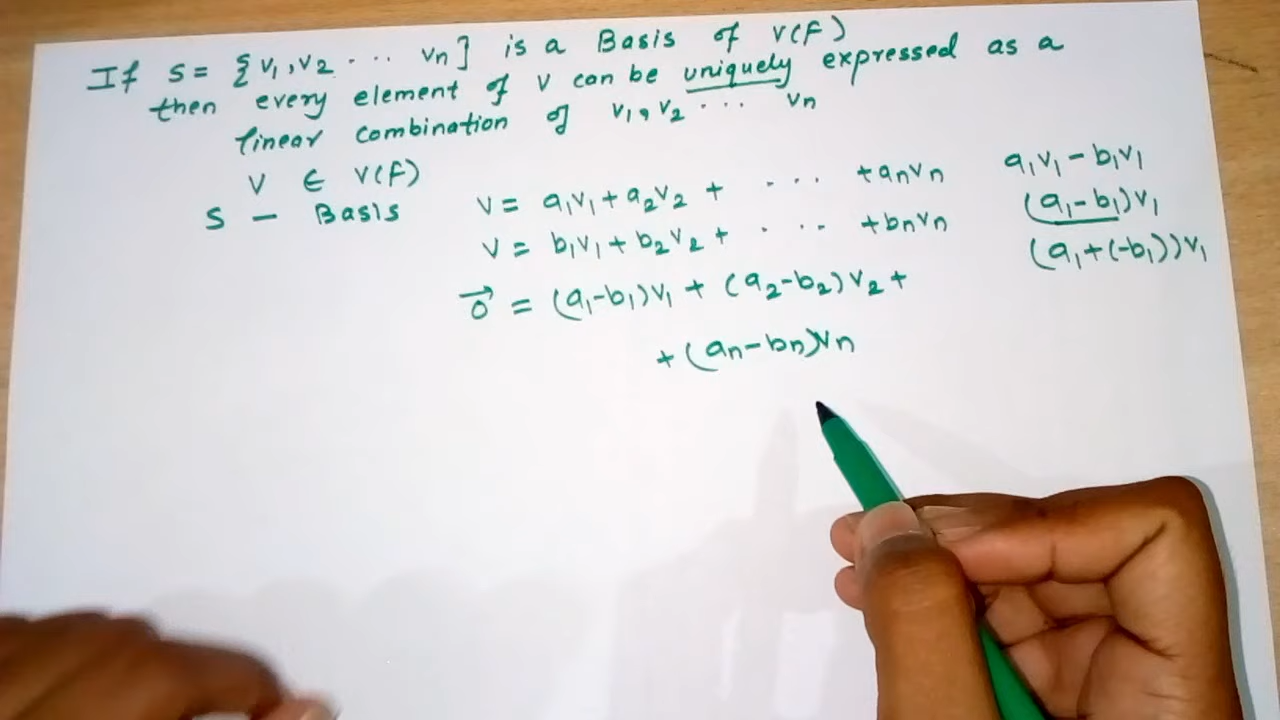 If S = {v1, v2 ... vn] is a Basis of V(F)
then every element of V can be uniquely expressed as a
linear combination of v1, v2 ... vn
V ∈ V(F)
S - Basis
V = a1v1 + a2v2 + ... + anvn
V = b1v1 + b2v2 + ... + bnvn
0⃗ = (a1-b1)v1 + (a2-b2)v2 +
+ (an-bn)vn
a1v1 - b1v1
(a1-b1)v1
(a1+(-b1))v1